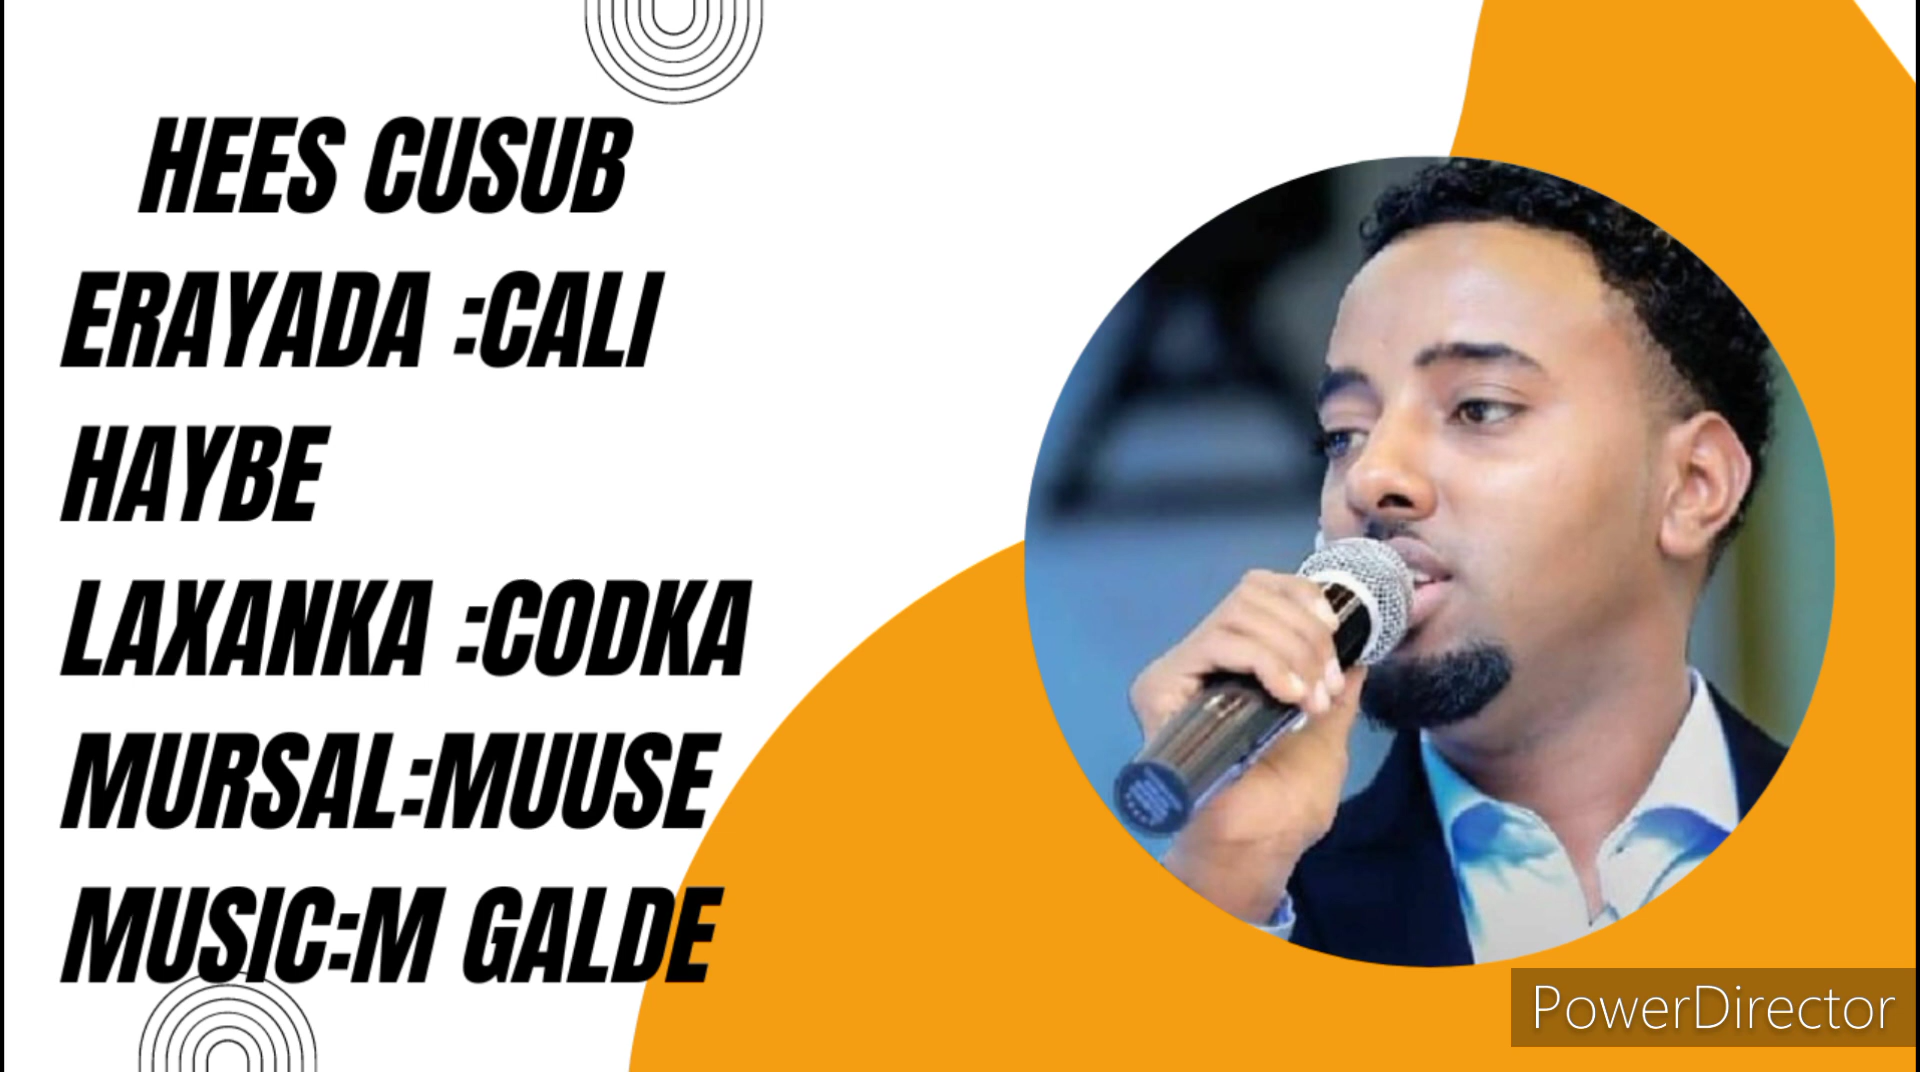 HEES CUSUB
ERAYADA :CALI
HAYBE
LAXANKA :CODKA
MURSAL:MUUSE
MUSIC:M GALDE
PowerDirector